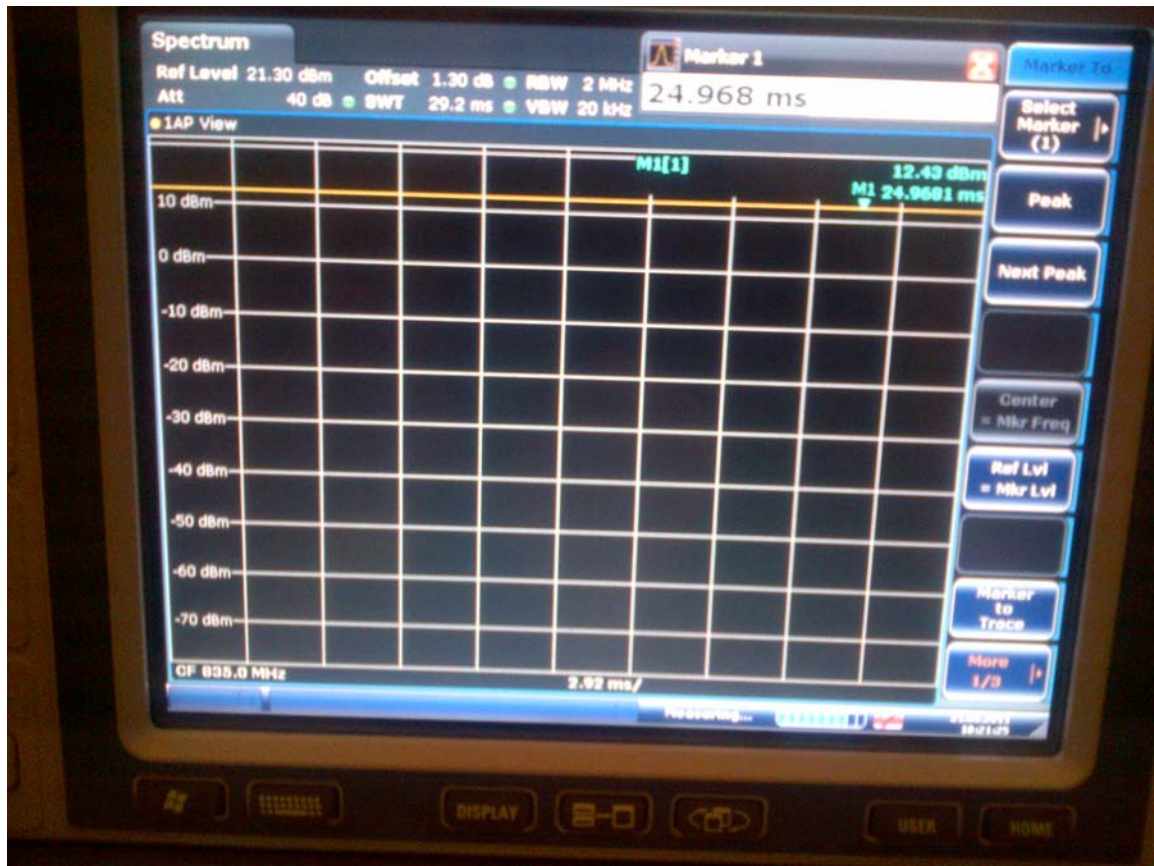 Spectrum
Ref Level 21.30 dBm Offset 1.30 dB RBW 2 MHz
Att 40 dB SWT 29.2 ms VBW 20 kHz
Marker 1
24.968 ms
1AP View
M1[1] 12.43 dBm
24.9681 ms
M1
10 dBm
0 dBm
-10 dBm
-20 dBm
-30 dBm
-40 dBm
-50 dBm
-60 dBm
-70 dBm
CF 835.0 MHz
2.92 ms/
Measuring...
10:21:25
Marker To
Select
Marker
(1)
Peak
Next Peak
Center
= Mkr Freq
Ref Lvl
= Mkr Lvl
Marker
to
Trace
More
1/3
DISPLAY
USER
HOME